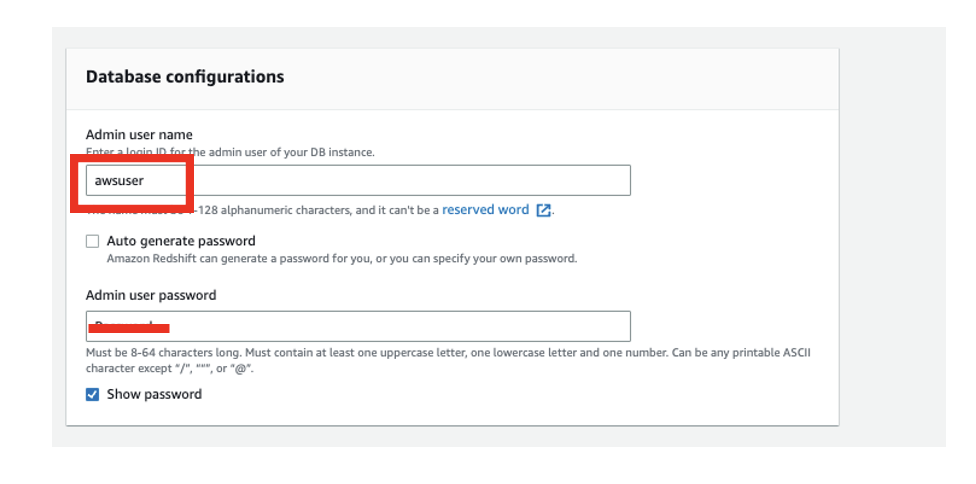 Database configurations
Admin user name
Enter a login ID for the admin user of your DB instance.
awsuser
-128 alphanumeric characters, and it can't be a reserved word
Auto generate password
Amazon Redshift can generate a password for you, or you can specify your own password.
Admin user password
Must be 8-64 characters long. Must contain at least one uppercase letter, one lowercase letter and one number. Can be any printable ASCII
character except "/", """, or "@".
Show password